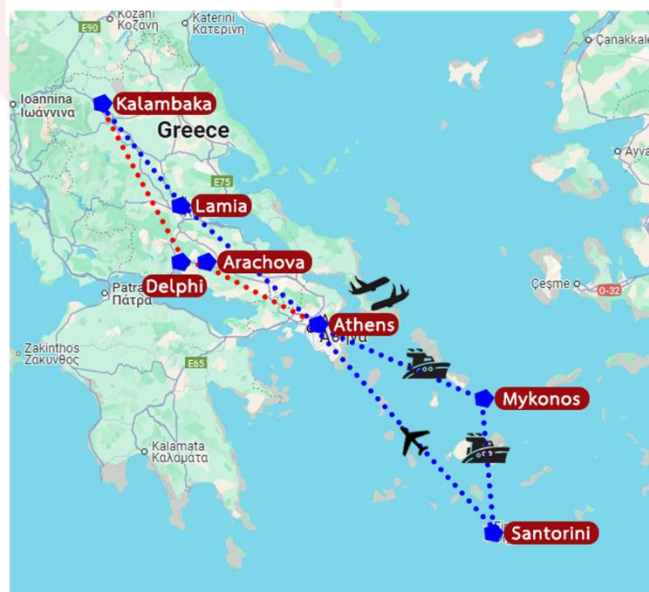 E90
Kozani
Κοζάνη
Katerini
Κατερίνη
Çanakkale
Ioannina
Ιωάννινα
Kalambaka
Greece
Ayva
E75
Lamia
Arachova
Delphi
Patra
Πάτρα
Çeşme
O-32
Athens
Zakinthos
Ζάκυνθος
E65
Mykonos
Kalamata
Καλαμάτα
Santorini